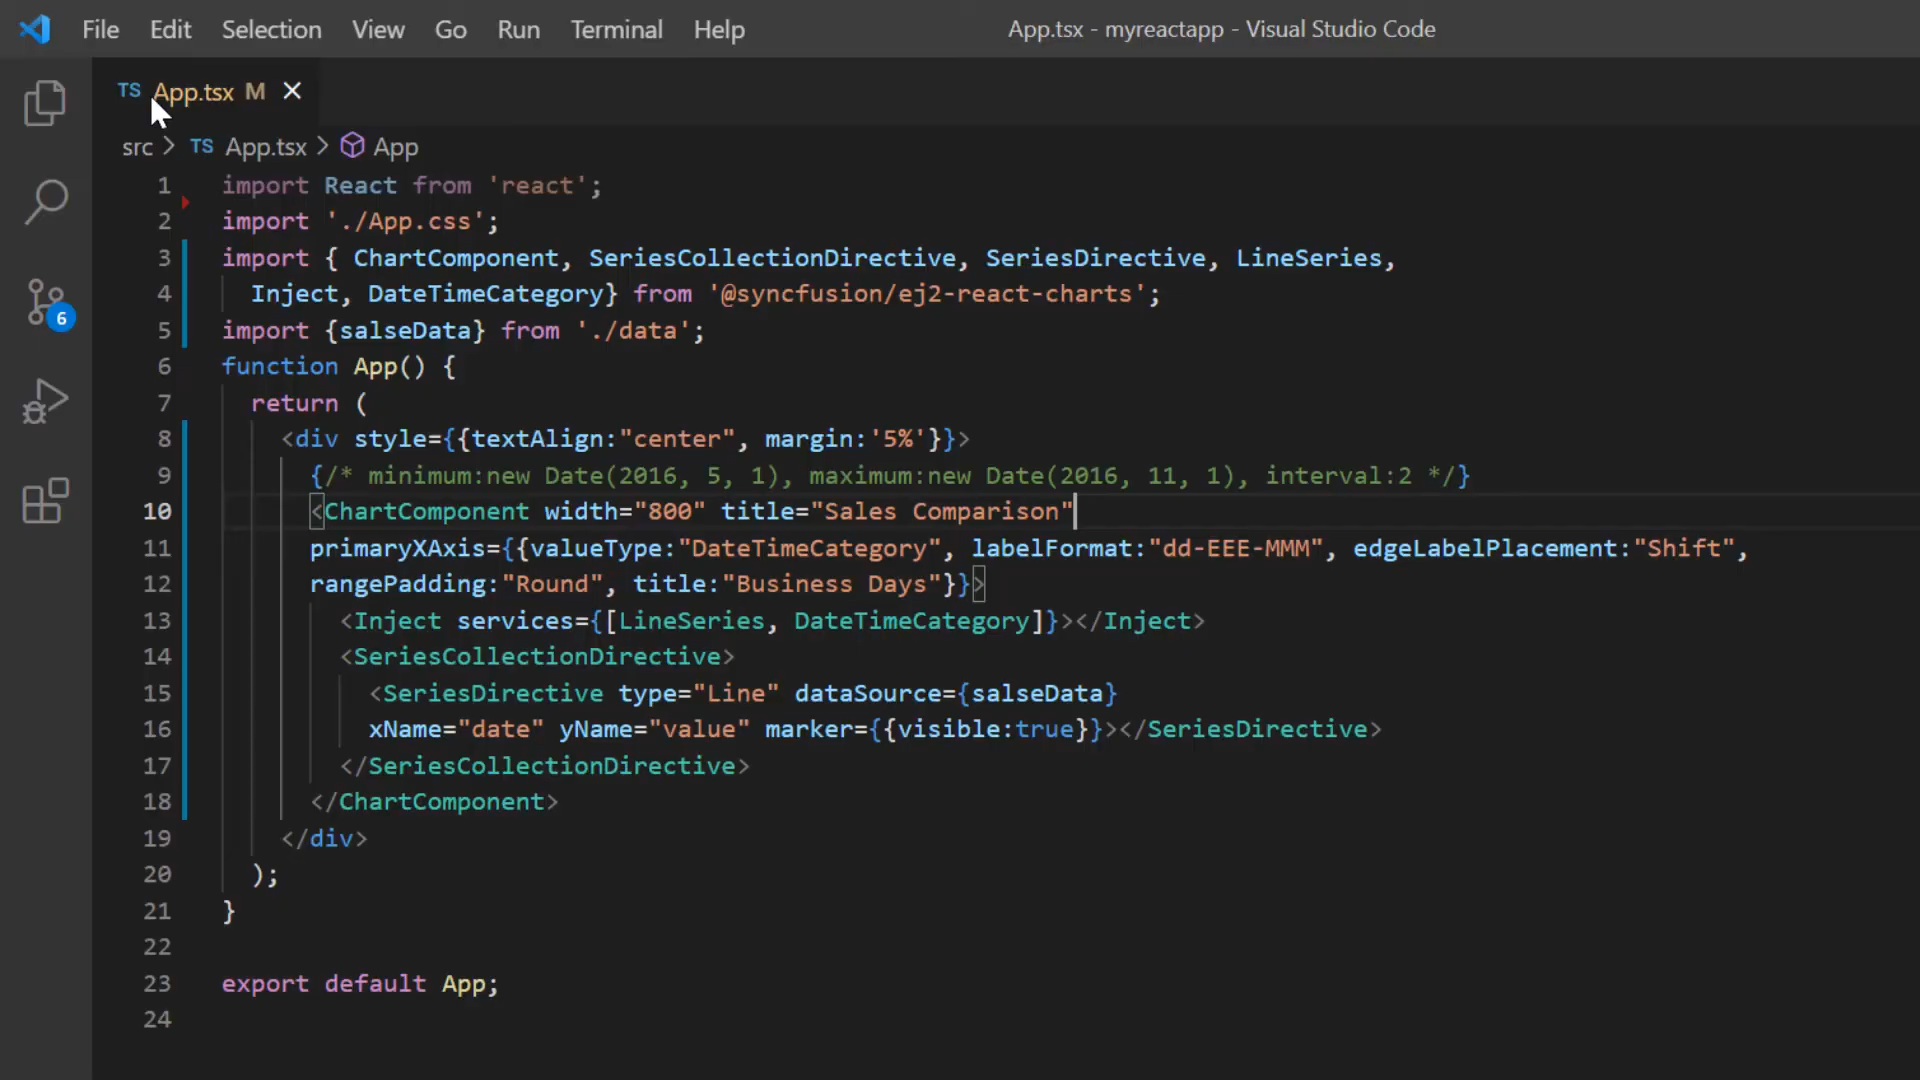 File Edit Selection View Go Run Terminal Help App.tsx - myreactapp - Visual Studio Code
TS App.tsx M
src > TS App.tsx > App
1 import React from 'react';
2 import './App.css';
3 import { ChartComponent, SeriesCollectionDirective, SeriesDirective, LineSeries,
4 Inject, DateTimeCategory} from '@syncfusion/ej2-react-charts';
5 import {salseData} from './data';
6 function App() {
7 return (
8 <div style={{textAlign:"center", margin:'5%'}}>
9 {/* minimum:new Date(2016, 5, 1), maximum:new Date(2016, 11, 1), interval:2 */}
10 <ChartComponent width="800" title="Sales Comparison"
11 primaryXAxis={{valueType:"DateTimeCategory", labelFormat:"dd-EEE-MMM", edgeLabelPlacement:"Shift",
12 rangePadding:"Round", title:"Business Days"}}>
13 <Inject services={[LineSeries, DateTimeCategory]}></Inject>
14 <SeriesCollectionDirective>
15 <SeriesDirective type="Line" dataSource={salseData}
16 xName="date" yName="value" marker={{visible:true}}></SeriesDirective>
17 </SeriesCollectionDirective>
18 </ChartComponent>
19 </div>
20 );
21 }
22
23 export default App;
24
6